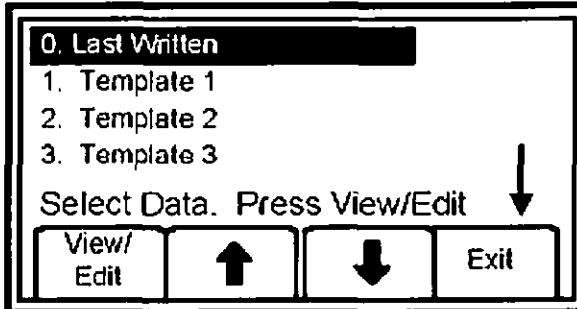 0. Last Written
1. Template 1
2. Template 2
3. Template 3
Select Data. Press View/Edit
View/
Edit
Exit